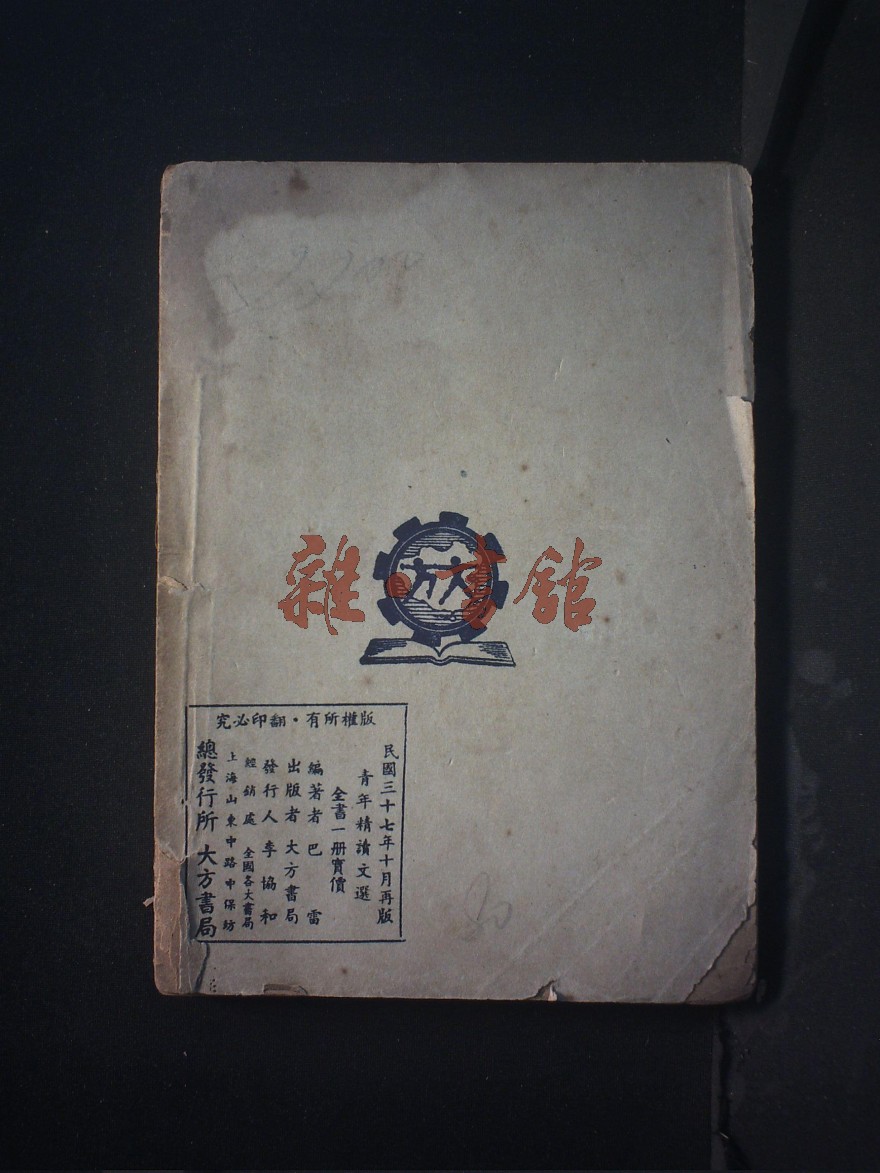 雜·書館
版權所有·翻印必究
民國三十七年十月再版
青年精讀文選
全書一册實價
編著者 巴雷
出版者 大方書局
發行人 李協和
經銷處 全國各大書局
上海山東中路中保坊
總發行所 大方書局